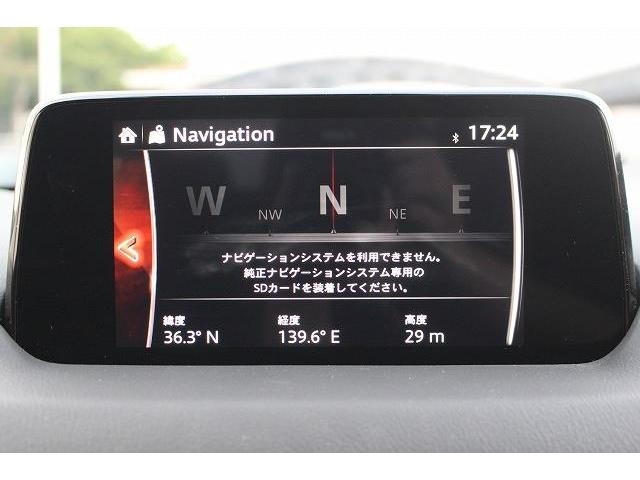 Navigation 17:24
W NW N NE E
ナビゲーションシステムを利用できません。
純正ナビゲーションシステム専用の
SDカードを装着してください。
緯度 経度 高度
36.3° N 139.6° E 29 m